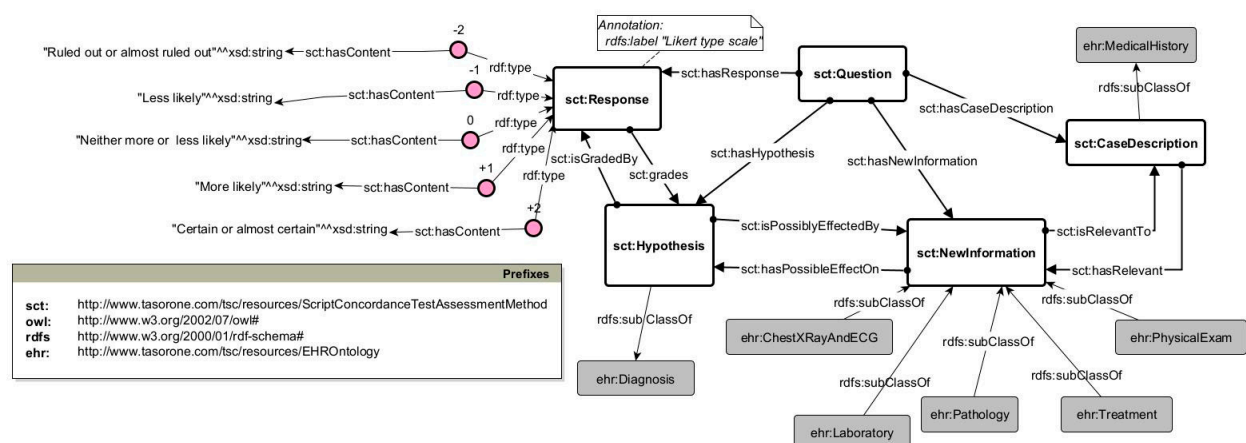 Annotation:
rdfs:label "Likert type scale"
-2
"Ruled out or almost ruled out"^^xsd:string
sct:hasContent
rdf:type
-1
"Less likely"^^xsd:string
sct:hasContent
rdf:type
0
"Neither more or less likely"^^xsd:string
sct:hasContent
rdf:type
+1
"More likely"^^xsd:string
sct:hasContent
rdf:type
+2
"Certain or almost certain"^^xsd:string
sct:hasContent
rdf:type
sct:Response
sct:hasResponse
sct:Question
ehr:MedicalHistory
rdfs:subClassOf
sct:hasCaseDescription
sct:CaseDescription
sct:isGradedBy
sct:grades
sct:hasHypothesis
sct:hasNewInformation
sct:Hypothesis
sct:isPossiblyEffectedBy
sct:hasPossibleEffectOn
sct:NewInformation
sct:isRelevantTo
sct:hasRelevant
rdfs:subClassOf
ehr:Diagnosis
rdfs:subClassOf
ehr:ChestXRayAndECG
rdfs:subClassOf
ehr:PhysicalExam
rdfs:subClassOf
ehr:Laboratory
rdfs:subClassOf
ehr:Pathology
rdfs:subClassOf
ehr:Treatment
Prefixes
sct: http://www.tasorone.com/tsc/resources/ScriptConcordanceTestAssessmentMethod
owl: http://www.w3.org/2002/07/owl#
rdfs http://www.w3.org/2000/01/rdf-schema#
ehr: http://www.tasorone.com/tsc/resources/EHROntology